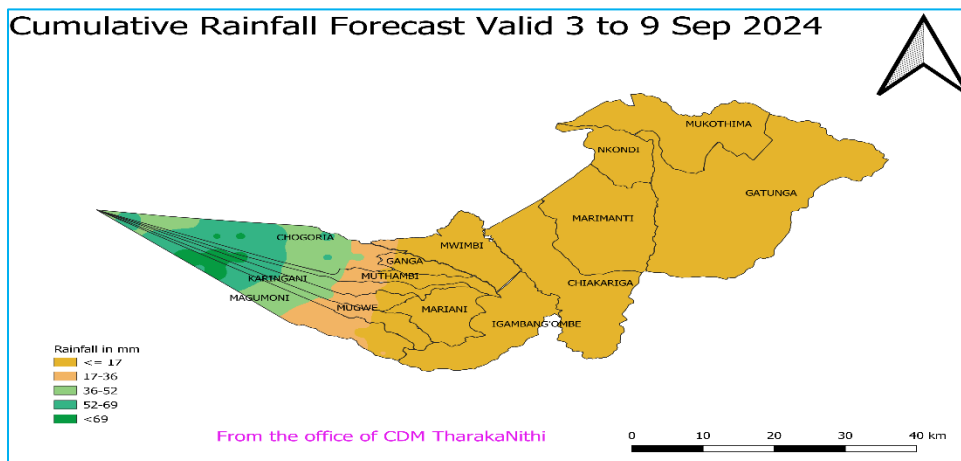 Cumulative Rainfall Forecast Valid 3 to 9 Sep 2024
MUKOTHIMA
NKONDI
GATUNGA
MARIMANTI
CHOGORIA
MWIMBI
GANGA
MUTHAMBI
KARINGANI
CHIAKARIGA
MAGUMONI
MUGWE
MARIANI
IGAMBANG'OMBE
Rainfall in mm
<= 17
17-36
36-52
52-69
<69
From the office of CDM TharakaNithi
0 10 20 30 40 km